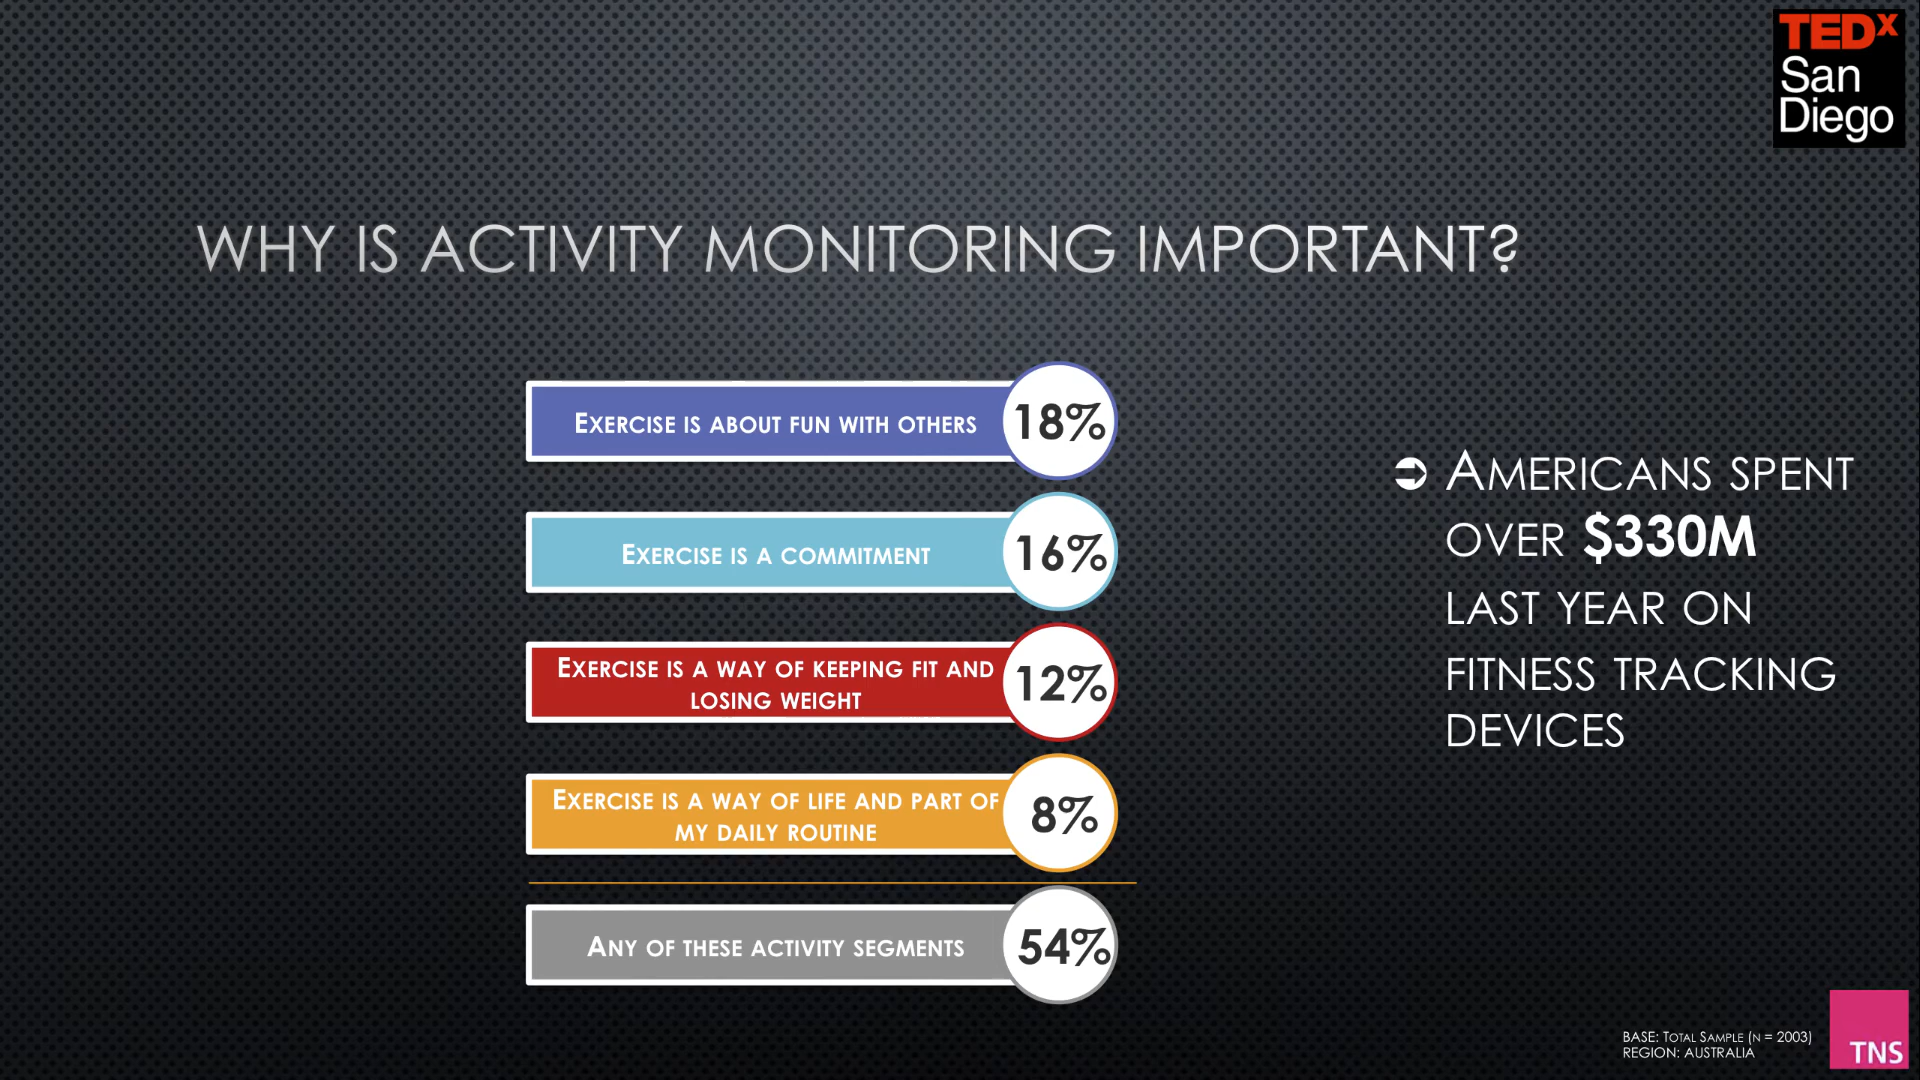 TEDx
San
Diego
WHY IS ACTIVITY MONITORING IMPORTANT?
EXERCISE IS ABOUT FUN WITH OTHERS 18%
EXERCISE IS A COMMITMENT 16%
EXERCISE IS A WAY OF KEEPING FIT AND
LOSING WEIGHT
12%
EXERCISE IS A WAY OF LIFE AND PART OF
MY DAILY ROUTINE
8%
ANY OF THESE ACTIVITY SEGMENTS 54%
AMERICANS SPENT
OVER $330M
LAST YEAR ON
FITNESS TRACKING
DEVICES
BASE: TOTAL SAMPLE (N = 2003)
REGION: AUSTRALIA
TNS